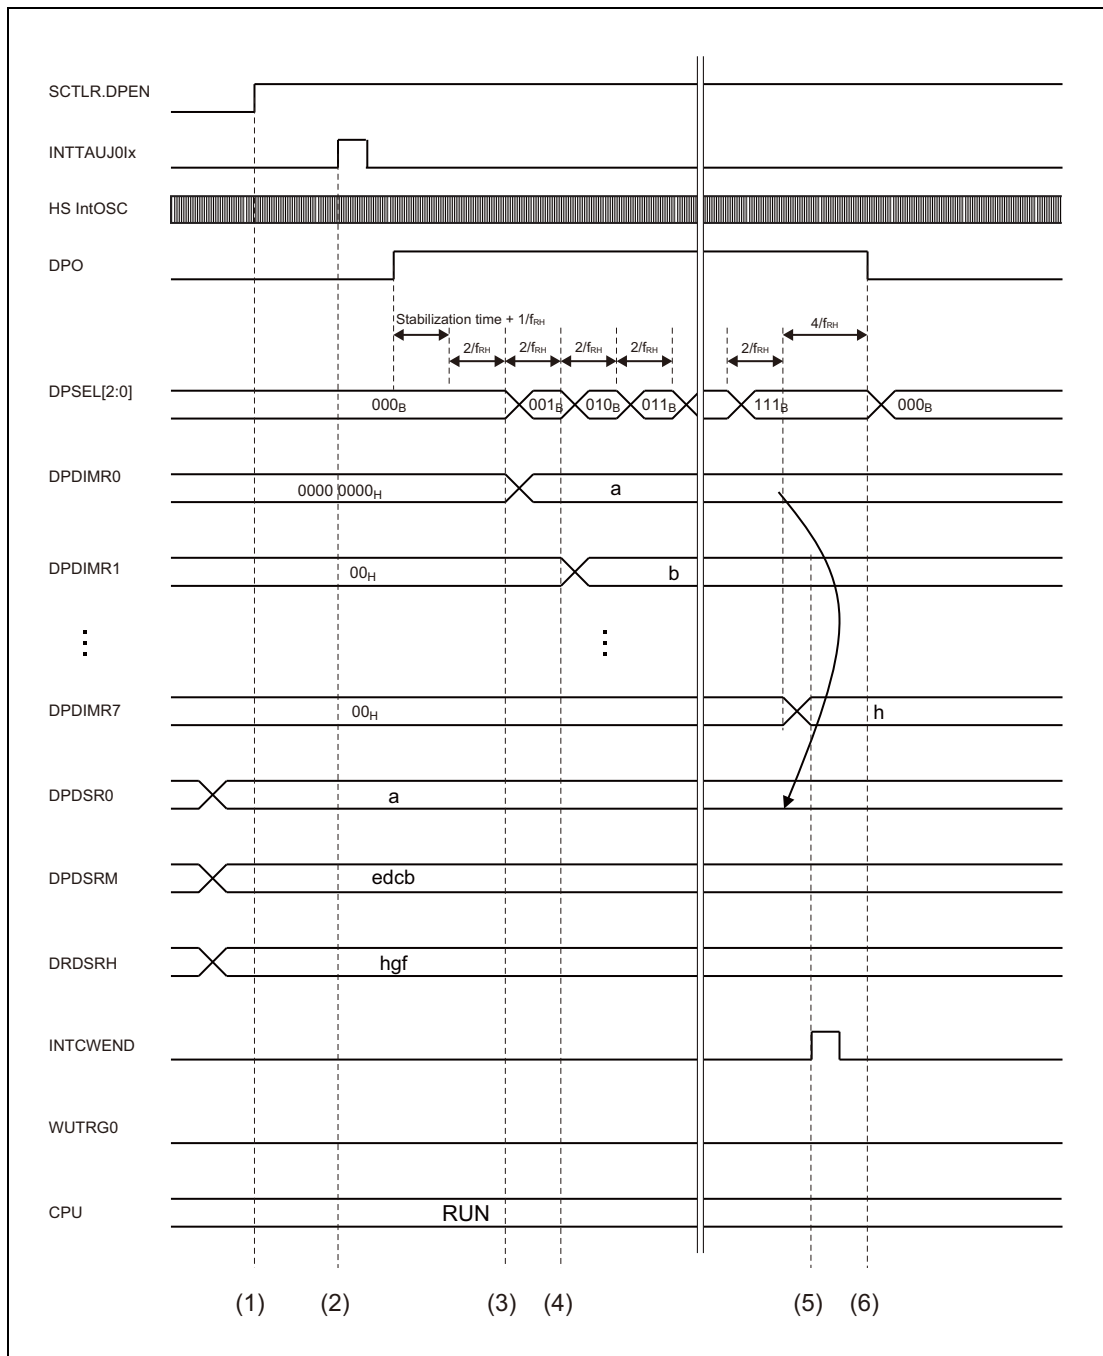 SCTLR.DPEN
INTTAUJ0Ix
HS IntOSC
DPO
Stabilization time + 1/fRH
4/fRH
2/fRH 2/fRH 2/fRH 2/fRH 2/fRH
DPSEL[2:0] 000B 001B 010B 011B 111B 000B
DPDIMR0 0000 0000H a
DPDIMR1 00H b
DPDIMR7 00H h
DPDSR0 a
DPDSRM edcb
DRDSRH hgf
INTCWEND
WUTRG0
CPU RUN
(1) (2) (3) (4) (5) (6)